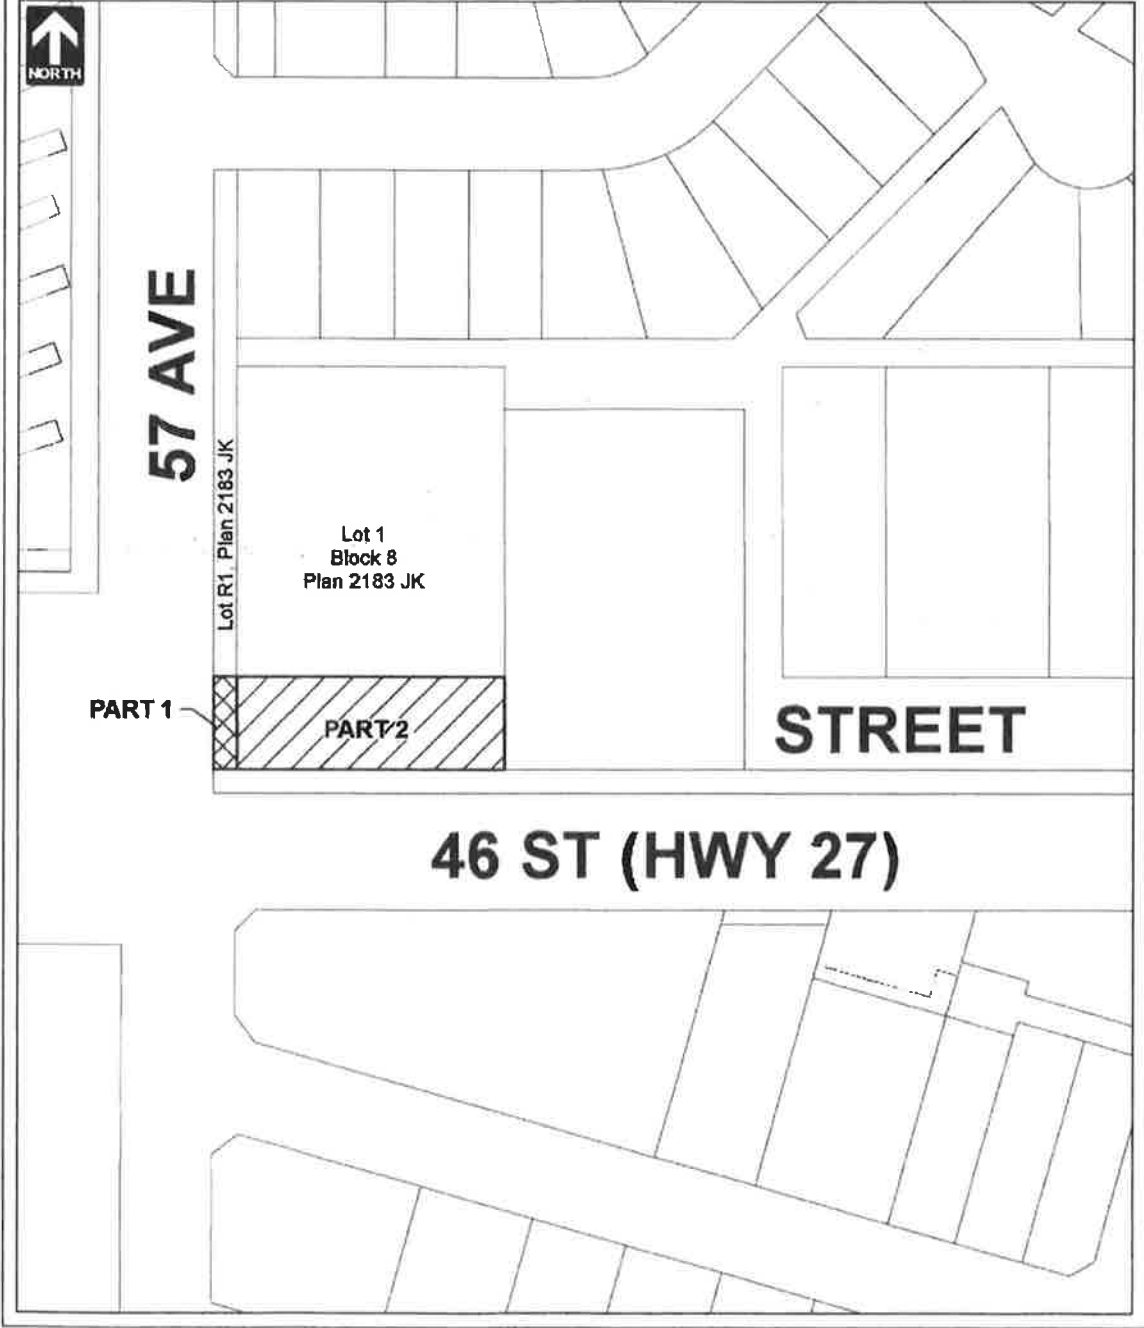 NORTH
57 AVE
Lot R1, Plan 2183 JK
Lot 1
Block 8
Plan 2183 JK
PART 1
PART 2
STREET
46 ST (HWY 27)